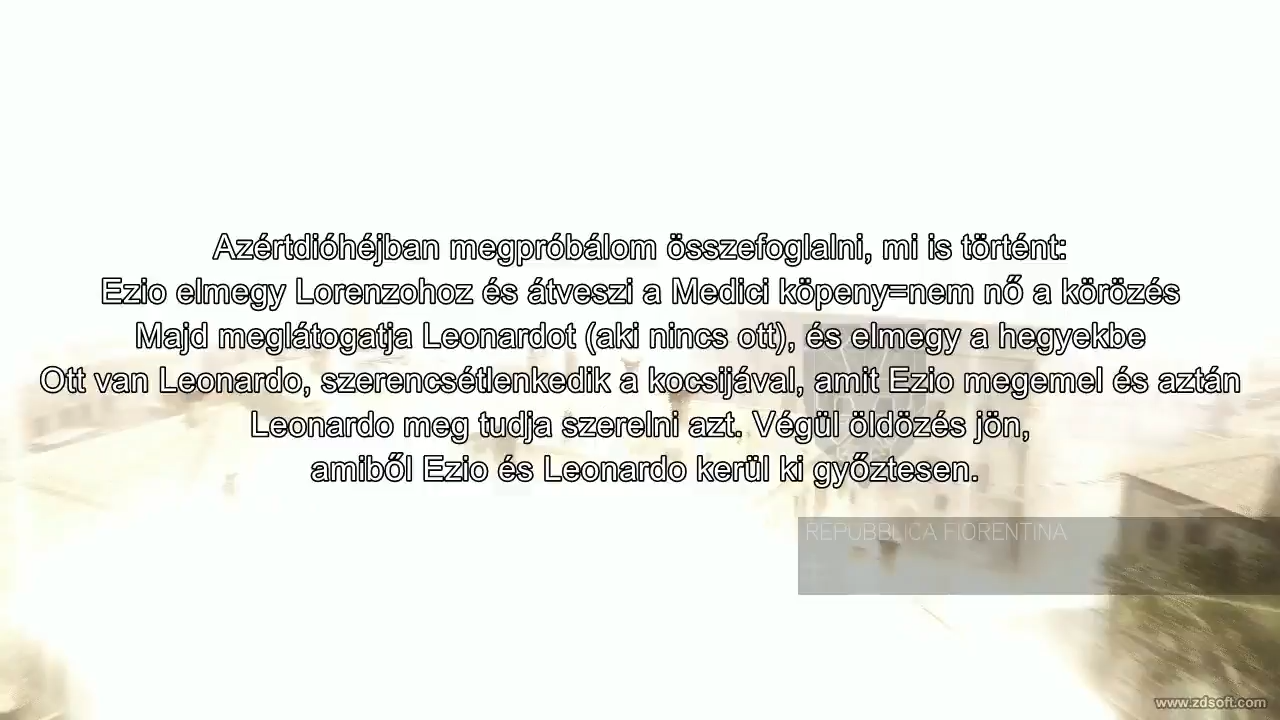 Azértdióhéjban megpróbálom összefoglalni, mi is történt:
Ezio elmegy Lorenzohoz és átveszi a Medici köpeny=nem nő a körözés
Majd meglátogatja Leonardot (aki nincs ott), és elmegy a hegyekbe
Ott van Leonardo, szerencsétlenkedik a kocsijával, amit Ezio megemel és aztán
Leonardo meg tudja szerelni azt. Végül öldözés jön,
amiből Ezio és Leonardo kerül ki győztesen.
REPUBBLICA FIORENTINA
www.zdsoft.com